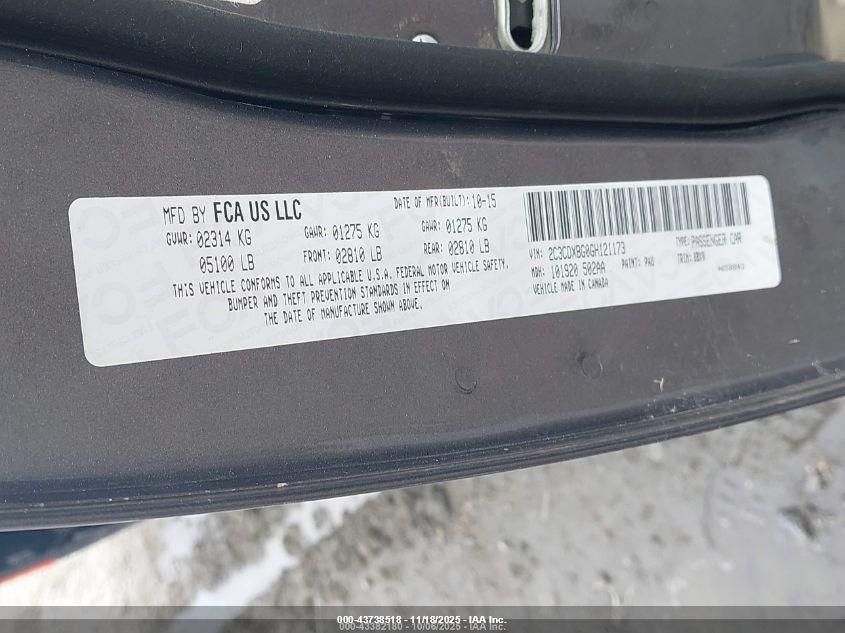 MFD BY FCA US LLC
DATE OF MFR(BUILT): 10-15
GVWR: 02314 KG GAWR: 01275 KG GAWR: 01275 KG
05100 LB FRONT: 02810 LB REAR: 02810 LB
THIS VEHICLE CONFORMS TO ALL APPLICABLE U.S.A. FEDERAL MOTOR VEHICLE SAFETY,
BUMPER AND THEFT PREVENTION STANDARDS IN EFFECT ON
THE DATE OF MANUFACTURE SHOWN ABOVE.
VIN: 2C3CDXBG0GH121173 TYPE: PASSENGER CAR
MDH: 101920 502AA PAINT: PAU TRIM:
VEHICLE MADE IN CANADA
000-43738518 - 11/18/2025 - IAA Inc.
000-43382180 - 10/06/2025 - IAA Inc.